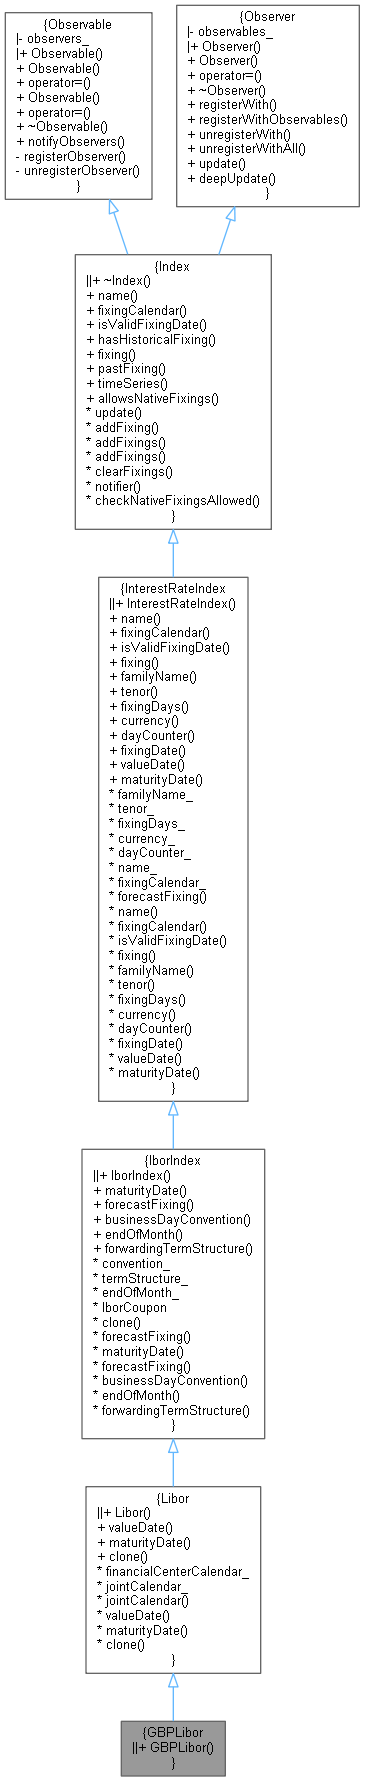 {Observable
|- observers_
|+ Observable()
+ Observable()
+ operator=()
+ Observable()
+ operator=()
+ ~Observable()
+ notifyObservers()
- registerObserver()
- unregisterObserver()
}
{Observer
|- observables_
|+ Observer()
+ Observer()
+ operator=()
+ ~Observer()
+ registerWith()
+ registerWithObservables()
+ unregisterWith()
+ unregisterWithAll()
+ update()
+ deepUpdate()
}
{Index
||+ ~Index()
+ name()
+ fixingCalendar()
+ isValidFixingDate()
+ hasHistoricalFixing()
+ fixing()
+ pastFixing()
+ timeSeries()
+ allowsNativeFixings()
* update()
* addFixing()
* addFixings()
* addFixings()
* clearFixings()
* notifier()
* checkNativeFixingsAllowed()
}
{InterestRateIndex
||+ InterestRateIndex()
+ name()
+ fixingCalendar()
+ isValidFixingDate()
+ fixing()
+ familyName()
+ tenor()
+ fixingDays()
+ currency()
+ dayCounter()
+ fixingDate()
+ valueDate()
+ maturityDate()
* familyName_
* tenor_
* fixingDays_
* currency_
* dayCounter_
* name_
* fixingCalendar_
* forecastFixing()
* name()
* fixingCalendar()
* isValidFixingDate()
* fixing()
* familyName()
* tenor()
* fixingDays()
* currency()
* dayCounter()
* fixingDate()
* valueDate()
* maturityDate()
}
{IborIndex
||+ IborIndex()
+ maturityDate()
+ forecastFixing()
+ businessDayConvention()
+ endOfMonth()
+ forwardingTermStructure()
* convention_
* termStructure_
* endOfMonth_
* IborCoupon
* clone()
* forecastFixing()
* maturityDate()
* forecastFixing()
* businessDayConvention()
* endOfMonth()
* forwardingTermStructure()
}
{Libor
||+ Libor()
+ valueDate()
+ maturityDate()
+ clone()
* financialCenterCalendar_
* jointCalendar_
* jointCalendar()
* valueDate()
* maturityDate()
* clone()
}
{GBPLibor
||+ GBPLibor()
}